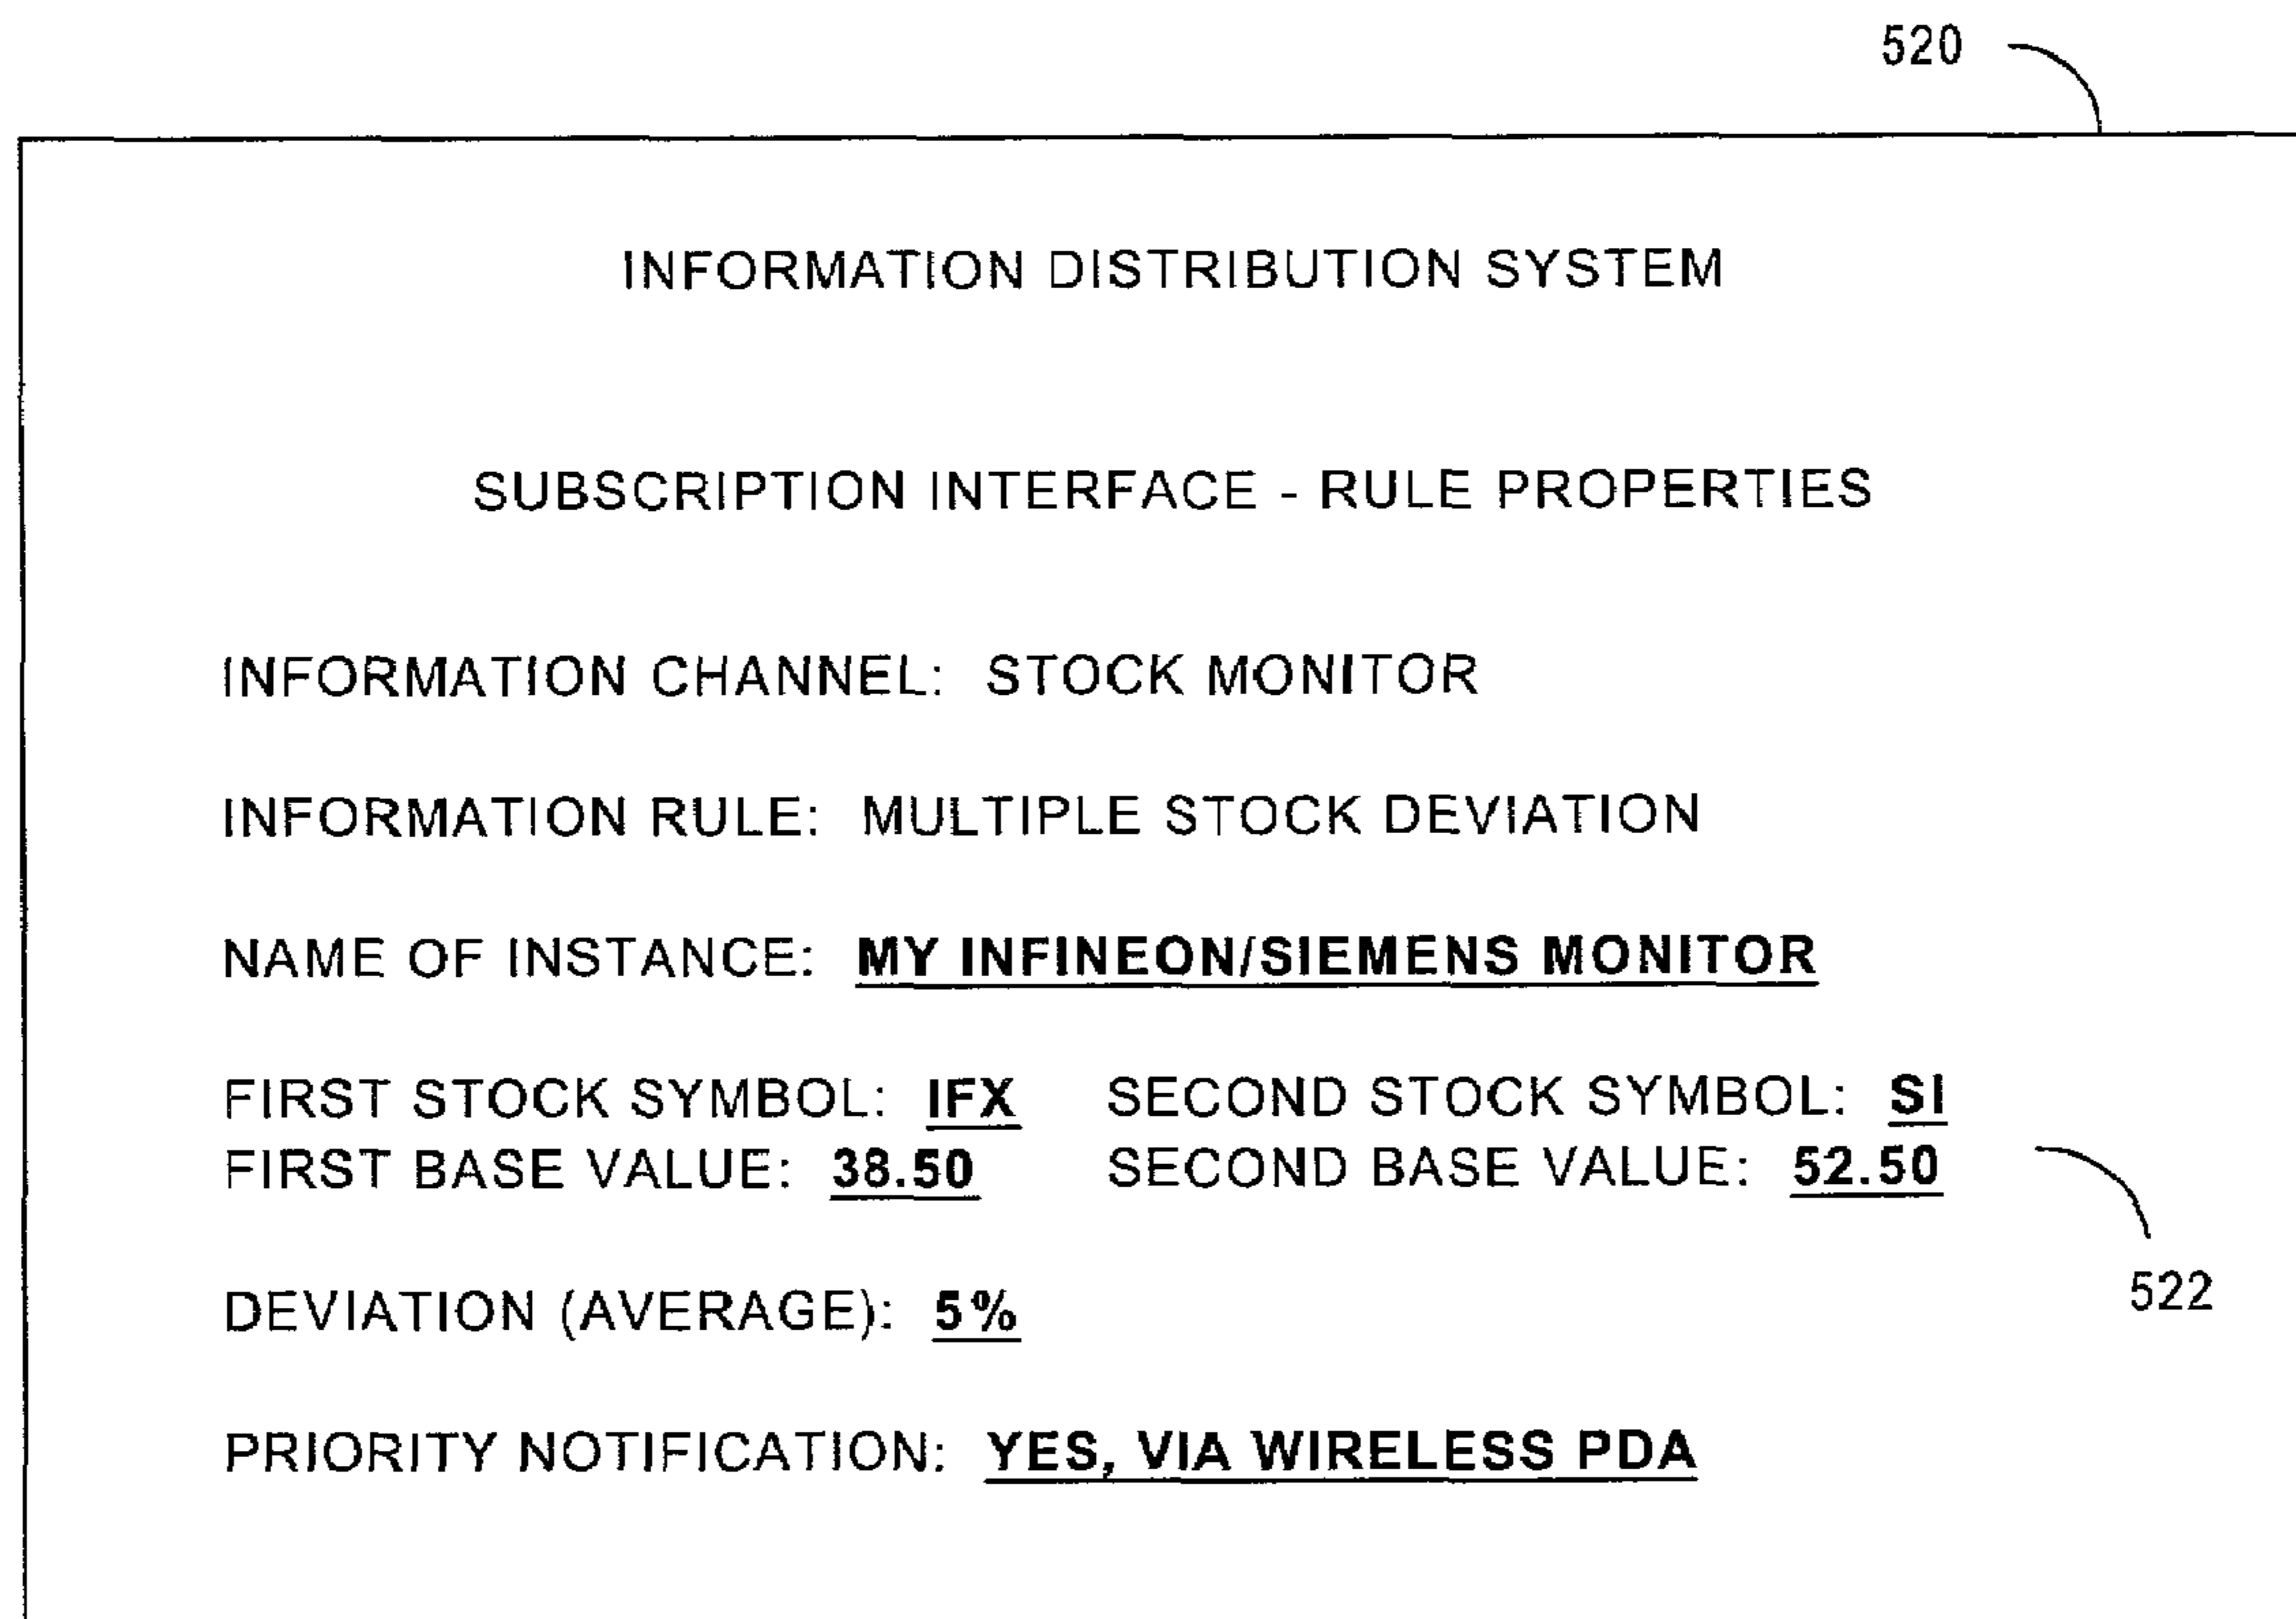 520
INFORMATION DISTRIBUTION SYSTEM
SUBSCRIPTION INTERFACE - RULE PROPERTIES
INFORMATION CHANNEL: STOCK MONITOR
INFORMATION RULE: MULTIPLE STOCK DEVIATION
NAME OF INSTANCE: MY INFINEON/SIEMENS MONITOR
FIRST STOCK SYMBOL: IFX SECOND STOCK SYMBOL: SI
FIRST BASE VALUE: 38.50 SECOND BASE VALUE: 52.50
522
DEVIATION (AVERAGE): 5%
PRIORITY NOTIFICATION: YES, VIA WIRELESS PDA